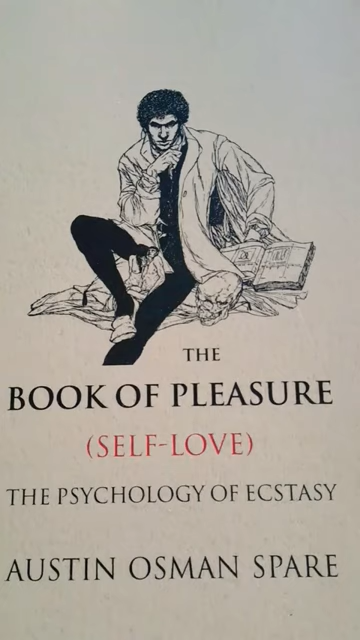 THE
BOOK OF PLEASURE
(SELF-LOVE)
THE PSYCHOLOGY OF ECSTASY
AUSTIN OSMAN SPARE